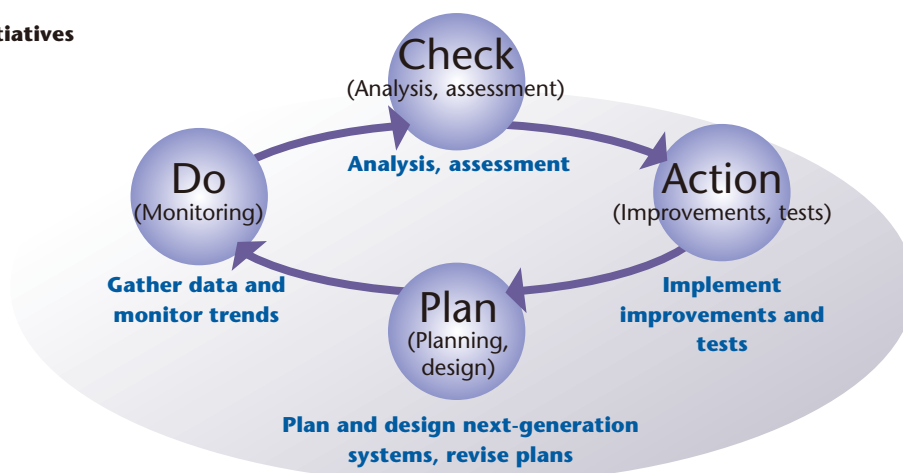 tiatives
Check
(Analysis, assessment)
Analysis, assessment
Do
(Monitoring)
Gather data and
monitor trends
Action
(Improvements, tests)
Implement
improvements and
tests
Plan
(Planning,
design)
Plan and design next-generation
systems, revise plans